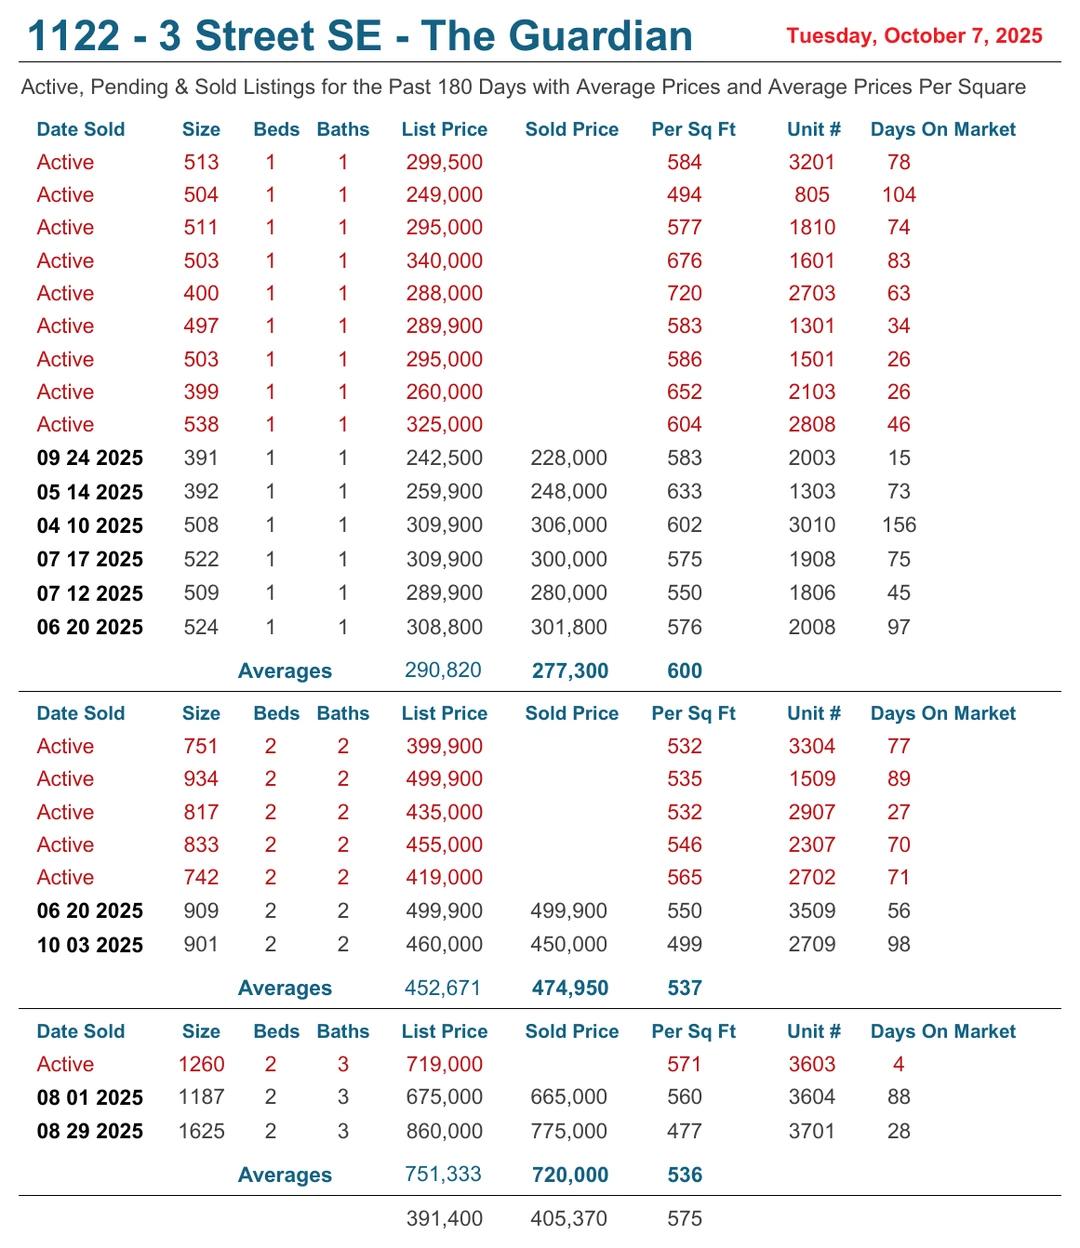 1122 - 3 Street SE - The Guardian Tuesday, October 7, 2025
Active, Pending & Sold Listings for the Past 180 Days with Average Prices and Average Prices Per Square
Date Sold Size Beds Baths List Price Sold Price Per Sq Ft Unit # Days On Market
Active 513 1 1 299,500 584 3201 78
Active 504 1 1 249,000 494 805 104
Active 511 1 1 295,000 577 1810 74
Active 503 1 1 340,000 676 1601 83
Active 400 1 1 288,000 720 2703 63
Active 497 1 1 289,900 583 1301 34
Active 503 1 1 295,000 586 1501 26
Active 399 1 1 260,000 652 2103 26
Active 538 1 1 325,000 604 2808 46
09 24 2025 391 1 1 242,500 228,000 583 2003 15
05 14 2025 392 1 1 259,900 248,000 633 1303 73
04 10 2025 508 1 1 309,900 306,000 602 3010 156
07 17 2025 522 1 1 309,900 300,000 575 1908 75
07 12 2025 509 1 1 289,900 280,000 550 1806 45
06 20 2025 524 1 1 308,800 301,800 576 2008 97
Averages 290,820 277,300 600
Date Sold Size Beds Baths List Price Sold Price Per Sq Ft Unit # Days On Market
Active 751 2 2 399,900 532 3304 77
Active 934 2 2 499,900 535 1509 89
Active 817 2 2 435,000 532 2907 27
Active 833 2 2 455,000 546 2307 70
Active 742 2 2 419,000 565 2702 71
06 20 2025 909 2 2 499,900 499,900 550 3509 56
10 03 2025 901 2 2 460,000 450,000 499 2709 98
Averages 452,671 474,950 537
Date Sold Size Beds Baths List Price Sold Price Per Sq Ft Unit # Days On Market
Active 1260 2 3 719,000 571 3603 4
08 01 2025 1187 2 3 675,000 665,000 560 3604 88
08 29 2025 1625 2 3 860,000 775,000 477 3701 28
Averages 751,333 720,000 536
391,400 405,370 575